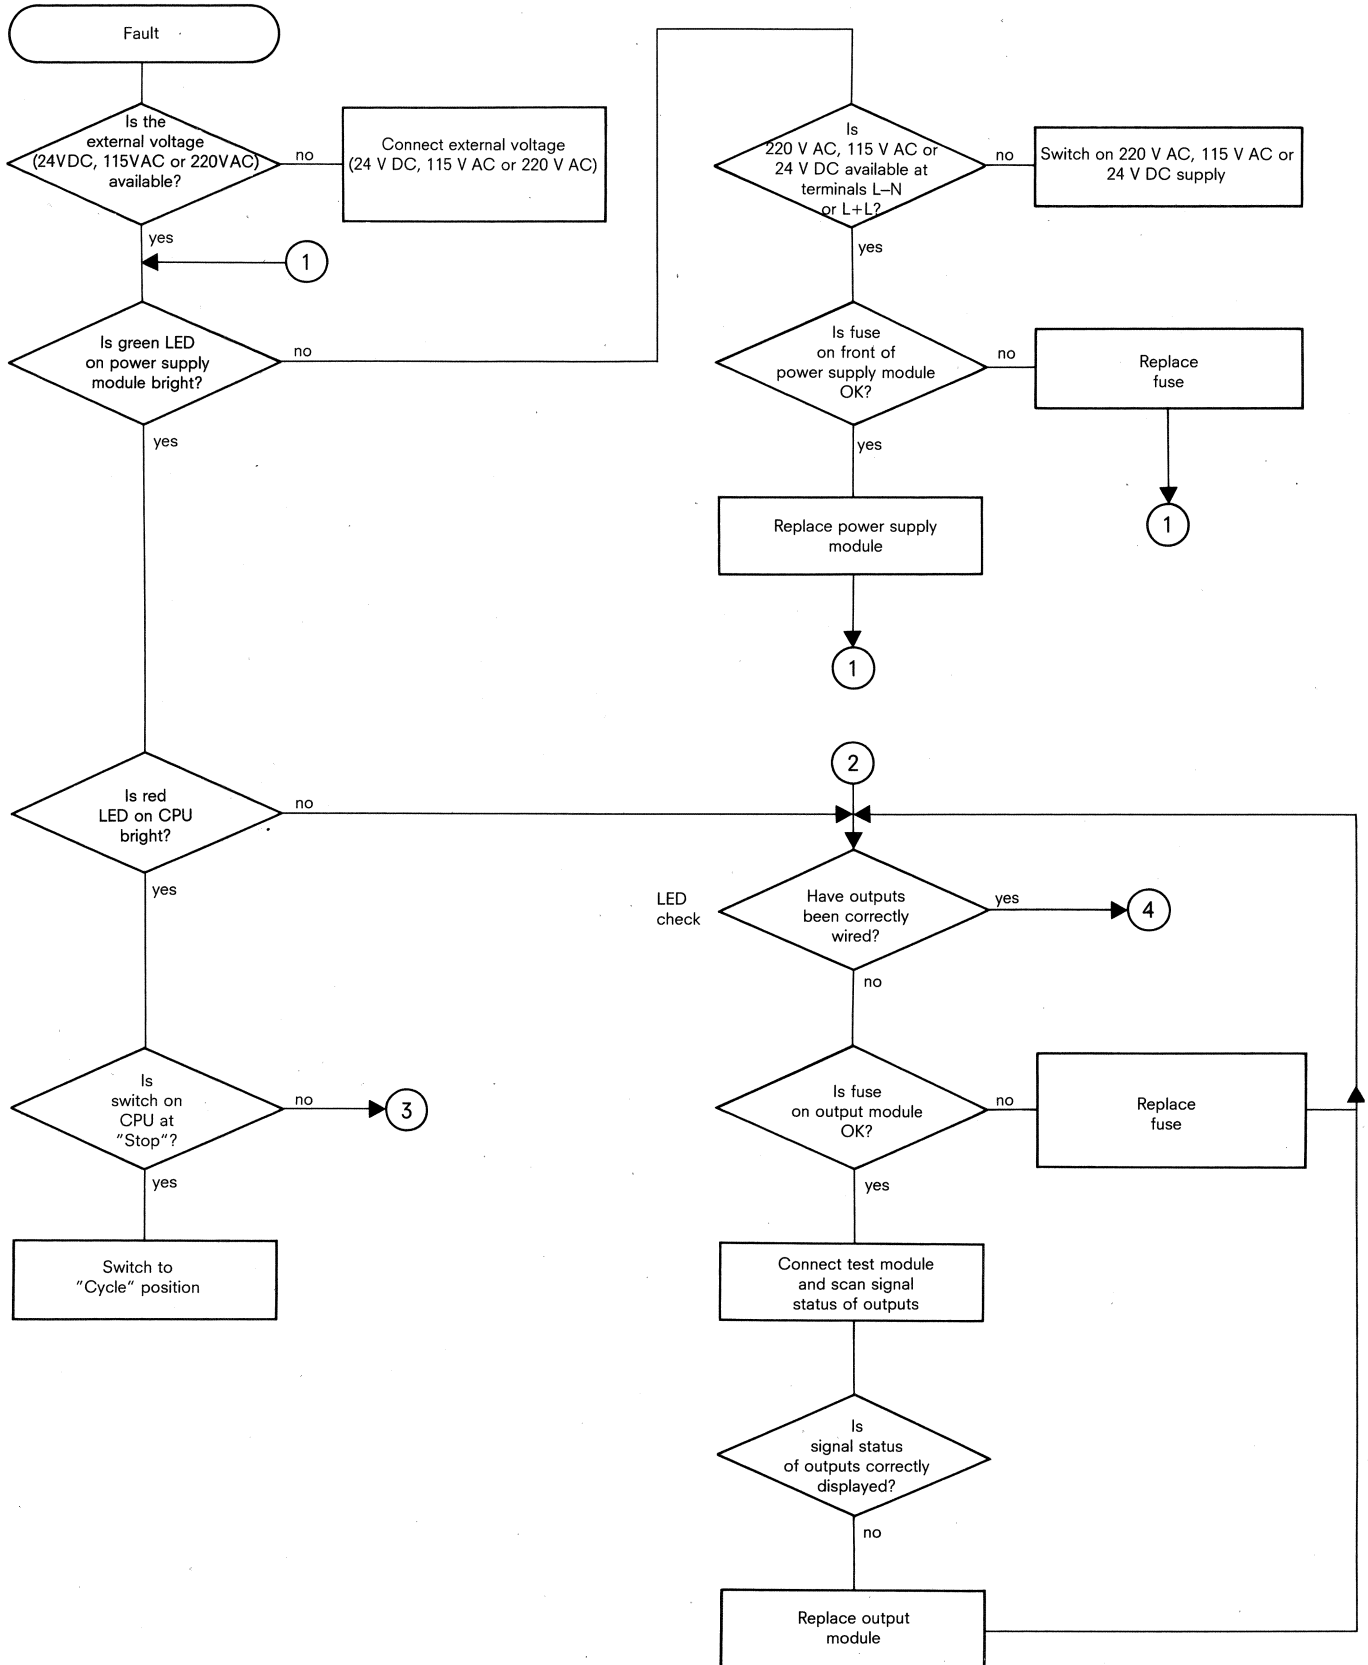 Fault
Is the
external voltage
(24VDC, 115VAC or 220VAC)
available?
no
Connect external voltage
(24 V DC, 115 V AC or 220 V AC)
yes
1
Is green LED
on power supply
module bright?
no
yes
Is
220 V AC, 115 V AC or
24 V DC available at
terminals L–N
or L+L?
no
Switch on 220 V AC, 115 V AC or
24 V DC supply
yes
Is fuse
on front of
power supply module
OK?
no
Replace
fuse
1
yes
Replace power supply
module
1
Is red
LED on CPU
bright?
no
yes
Is
switch on
CPU at
"Stop"?
no
3
yes
Switch to
"Cycle" position
2
LED
check
Have outputs
been correctly
wired?
yes
4
no
Is fuse
on output module
OK?
no
Replace
fuse
yes
Connect test module
and scan signal
status of outputs
Is
signal status
of outputs correctly
displayed?
no
Replace output
module